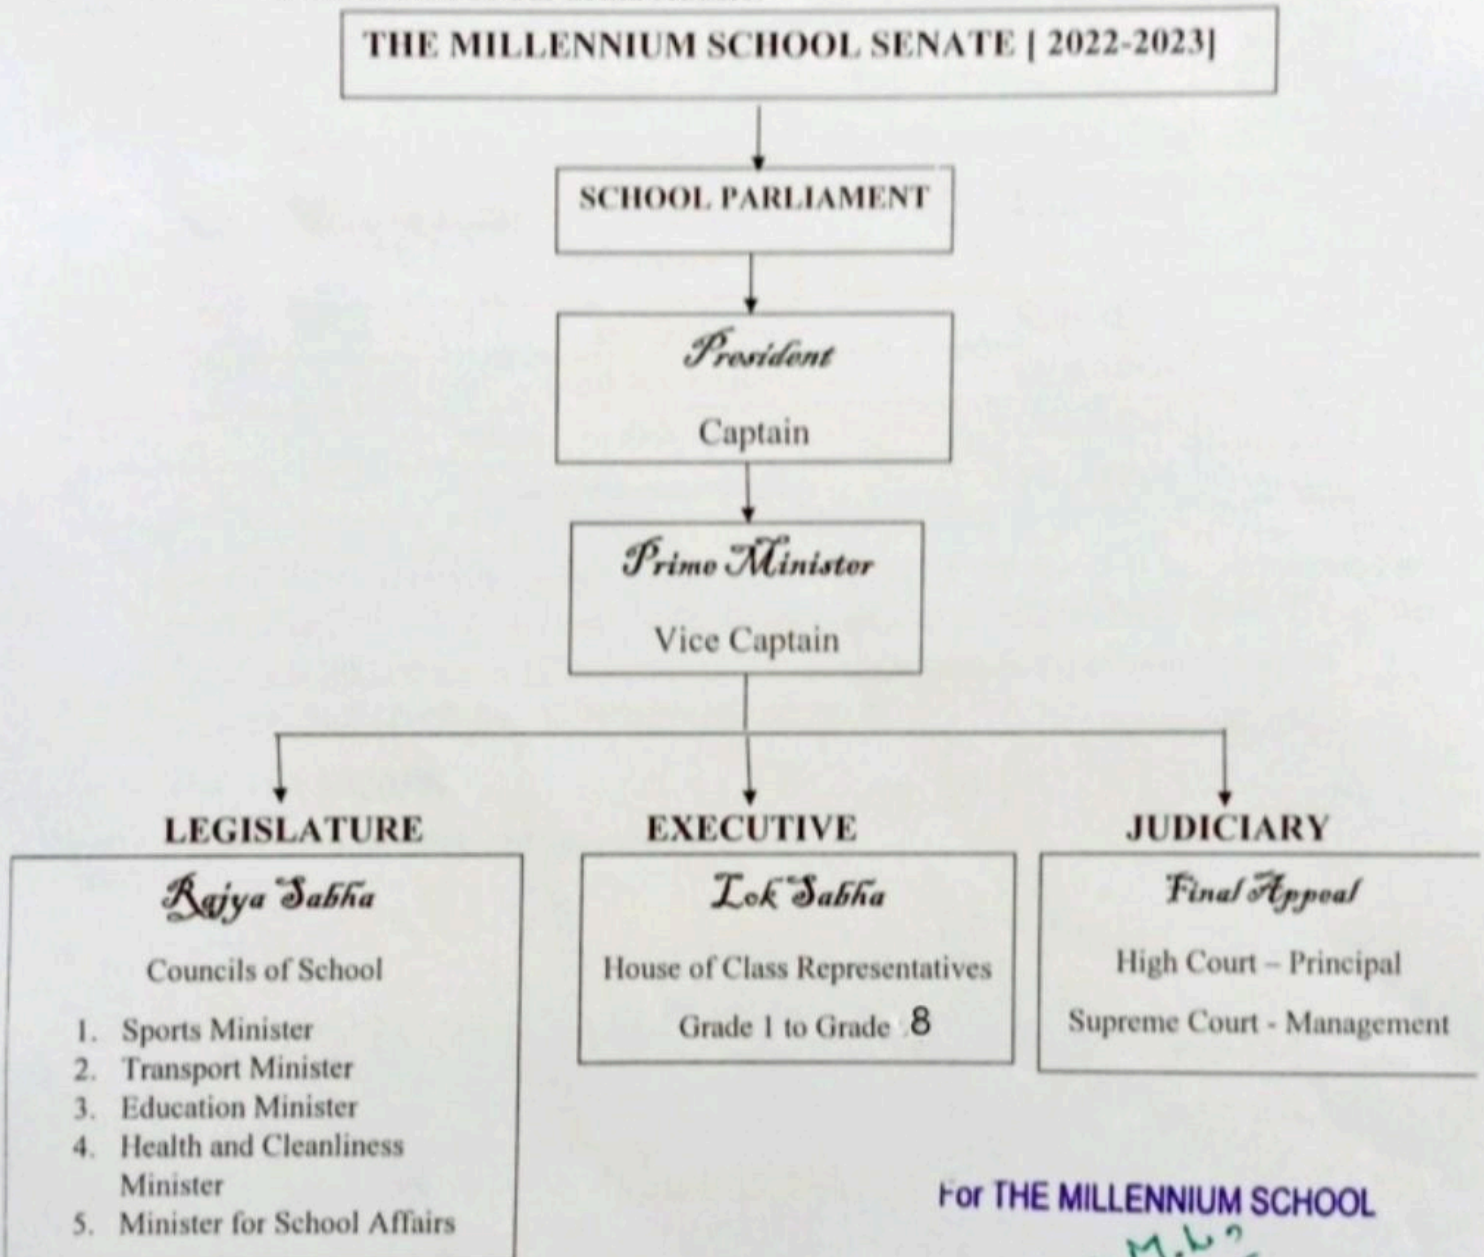 THE MILLENNIUM SCHOOL SENATE [ 2022-2023]
SCHOOL PARLIAMENT
President
Captain
Prime Minister
Vice Captain
LEGISLATURE
Rajya Sabha
Councils of School
1. Sports Minister
2. Transport Minister
3. Education Minister
4. Health and Cleanliness
Minister
5. Minister for School Affairs
EXECUTIVE
Lok Sabha
House of Class Representatives
Grade 1 to Grade 8
JUDICIARY
Final Appeal
High Court – Principal
Supreme Court - Management
For THE MILLENNIUM SCHOOL